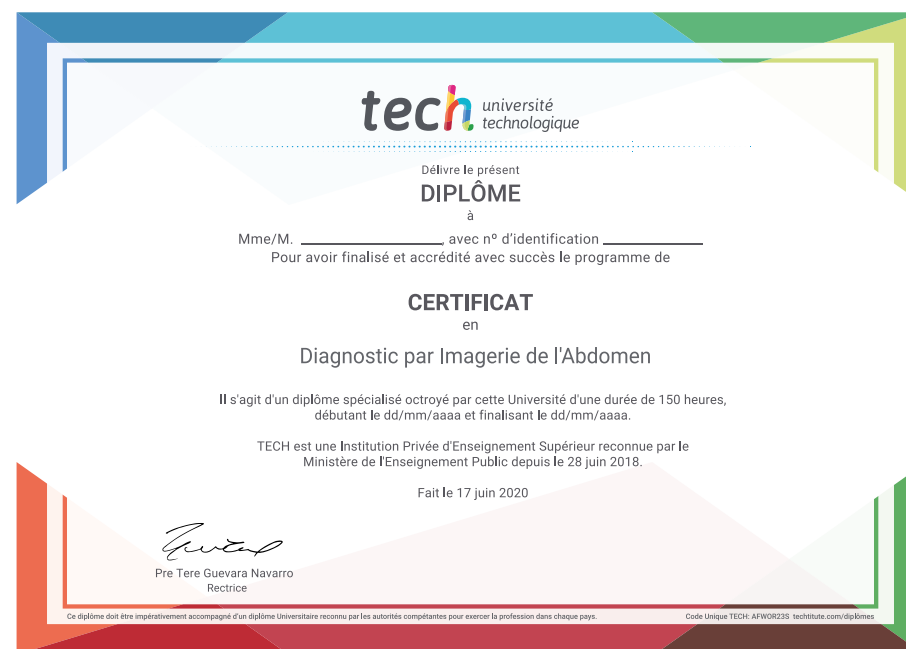 tech université
technologique
Délivre le présent
DIPLÔME
à
Mme/M. ____________________, avec nº d'identification ______________
Pour avoir finalisé et accrédité avec succès le programme de
CERTIFICAT
en
Diagnostic par Imagerie de l'Abdomen
Il s'agit d'un diplôme spécialisé octroyé par cette Université d'une durée de 150 heures,
débutant le dd/mm/aaaa et finalisant le dd/mm/aaaa.
TECH est une Institution Privée d'Enseignement Supérieur reconnue par le
Ministère de l'Enseignement Public depuis le 28 juin 2018.
Fait le 17 juin 2020
Pre Tere Guevara Navarro
Rectrice
Ce diplôme doit être impérativement accompagné d'un diplôme Universitaire reconnu par les autorités compétantes pour exercer la profession dans chaque pays.
Code Unique TECH: AFWOR23S techtitute.com/diplômes